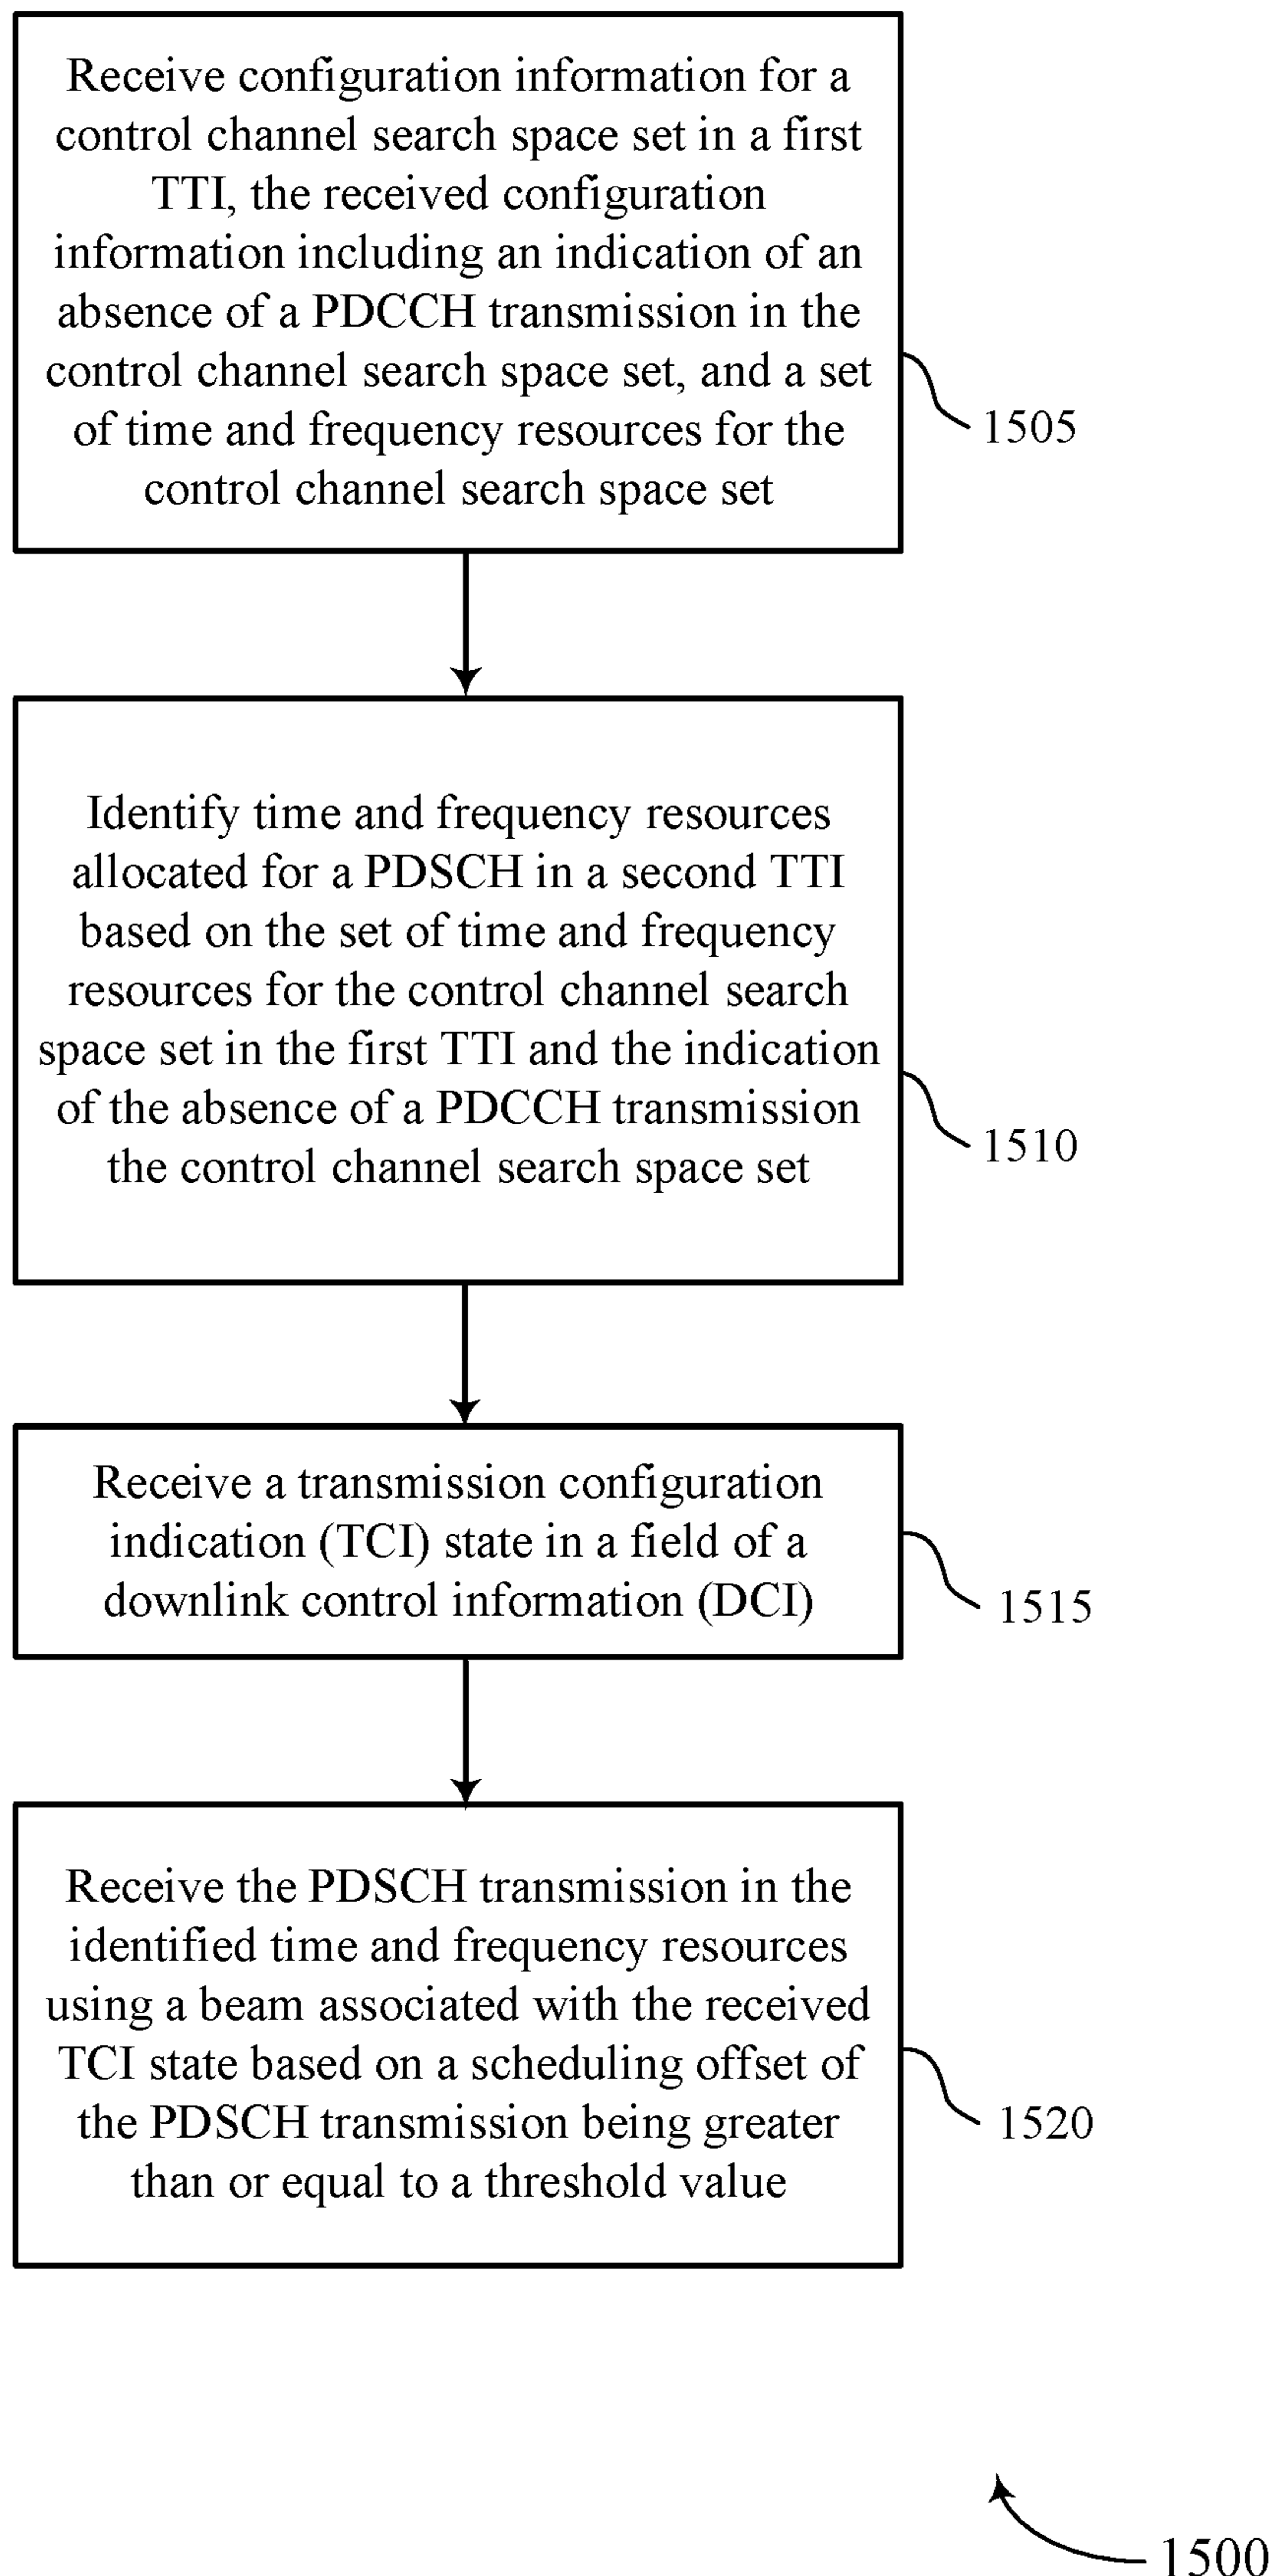 Receive configuration information for a
control channel search space set in a first
TTI, the received configuration
information including an indication of an
absence of a PDCCH transmission in the
control channel search space set, and a set
of time and frequency resources for the
control channel search space set
1505
Identify time and frequency resources
allocated for a PDSCH in a second TTI
based on the set of time and frequency
resources for the control channel search
space set in the first TTI and the indication
of the absence of a PDCCH transmission
the control channel search space set
1510
Receive a transmission configuration
indication (TCI) state in a field of a
downlink control information (DCI)
1515
Receive the PDSCH transmission in the
identified time and frequency resources
using a beam associated with the received
TCI state based on a scheduling offset of
the PDSCH transmission being greater
than or equal to a threshold value
1520
1500